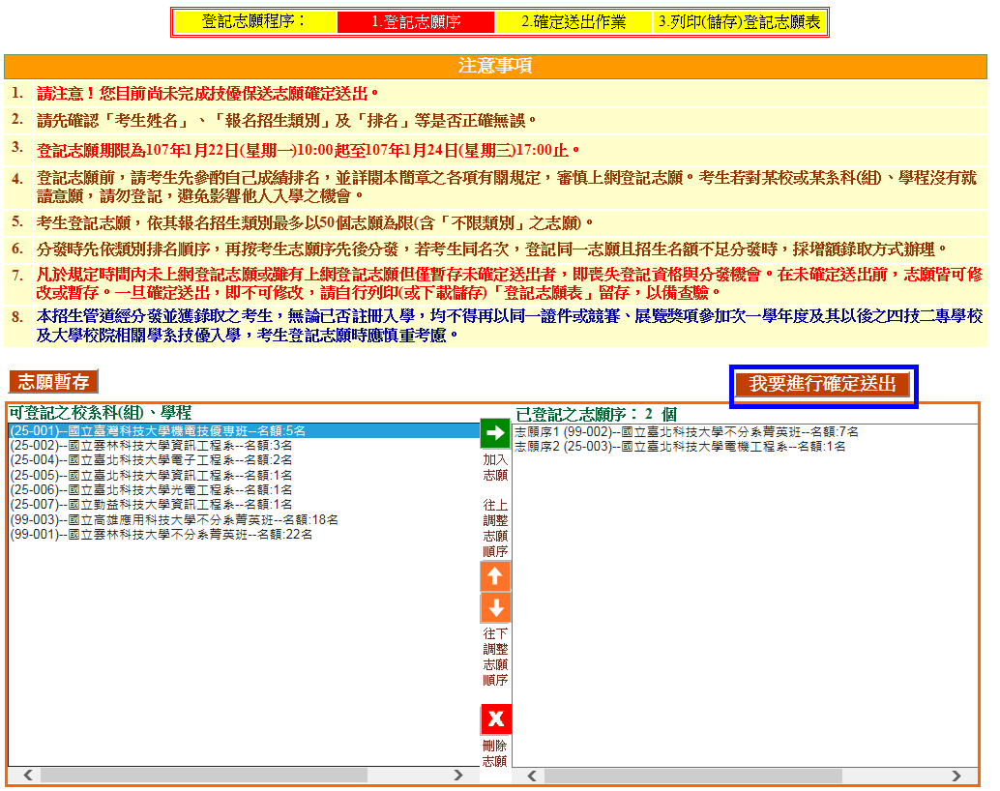 登記志願程序：
1.登記志願序
2.確定送出作業
3.列印(儲存)登記志願表
注意事項
1. 請注意！您目前尚未完成技優保送志願確定送出。
2. 請先確認「考生姓名」、「報名招生類別」及「排名」等是否正確無誤。
3. 登記志願期限為107年1月22日(星期一)10:00起至107年1月24日(星期三)17:00止。
4. 登記志願前，請考生先參酌自己成績排名，並詳閱本簡章之各項有關規定，審慎上網登記志願。考生若對某校或某系科(組)、學程沒有就
讀意願，請勿登記，避免影響他人入學之機會。
5. 考生登記志願，依其報名招生類別最多以50個志願為限(含「不限類別」之志願)。
6. 分發時先依類別排名順序，再按考生志願序先後分發，若考生同名次，登記同一志願且招生名額不足分發時，採增額錄取方式辦理。
7. 凡於規定時間內未上網登記志願或雖有上網登記志願但僅暫存未確定送出者，即喪失登記資格與分發機會。在未確定送出前，志願皆可修
改或暫存。一旦確定送出，即不可修改，請自行列印(或下載儲存)「登記志願表」留存，以備查驗。
8. 本招生管道經分發並獲錄取之考生，無論已否註冊入學，均不得再以同一證件或競賽、展覽獎項參加次一學年度及其以後之四技二專學校
及大學校院相關學系技優入學，考生登記志願時應慎重考慮。
志願暫存
我要進行確定送出
可登記之校系科(組)、學程
(25-001)--國立臺灣科技大學機電技優專班--名額:5名
(25-002)--國立雲林科技大學資訊工程系--名額:3名
(25-004)--國立臺北科技大學電子工程系--名額:2名
(25-005)--國立臺北科技大學資訊工程系--名額:1名
(25-006)--國立臺北科技大學光電工程系--名額:1名
(25-007)--國立勤益科技大學資訊工程系--名額:1名
(99-003)--國立高雄應用科技大學不分系菁英班--名額:18名
(99-001)--國立雲林科技大學不分系菁英班--名額:22名
加入
志願
往上
調整
志願
順序
往下
調整
志願
順序
X
刪除
志願
已登記之志願序： 2 個
志願序1 (99-002)--國立臺北科技大學不分系菁英班--名額:7名
志願序2 (25-003)--國立臺北科技大學電機工程系--名額:1名